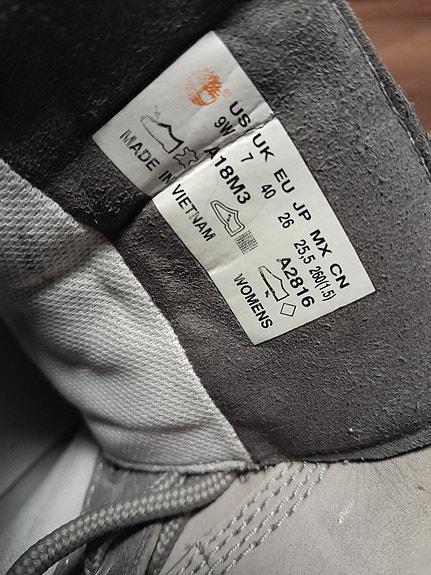 US UK EU JP MX CN
9W 7 40 26 25,5 260(1.5)
A18M3 A2816
MADE IN VIETNAM WOMENS